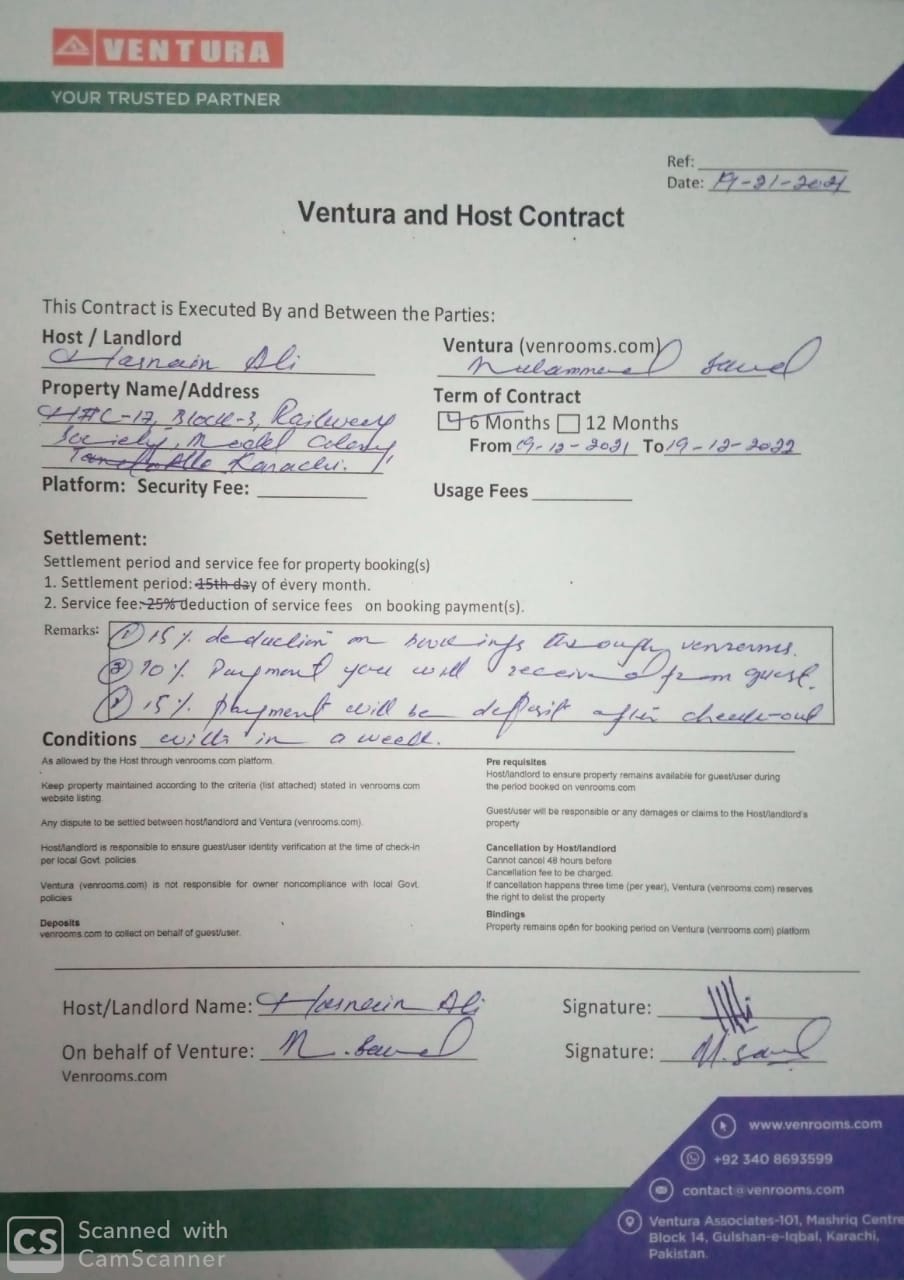 VENTURA
YOUR TRUSTED PARTNER
Ref:
Date: 19-21-2021
Ventura and Host Contract
This Contract is Executed By and Between the Parties:
Host / Landlord
Hasnain Ali
Ventura (venrooms.com)
Muhammad
Property Name/Address
H#C-17, Block-3, Railway
Society, Model Colony,
Karachi.
Term of Contract
6 Months 12 Months
From 19-12-2021 To 19-12-2022
Platform: Security Fee:
Usage Fees
Settlement:
Settlement period and service fee for property booking(s)
1. Settlement period: 15th day of every month.
2. Service fee: 25% deduction of service fees on booking payment(s).
Remarks: ① 15% deduction on bookings through venrooms.
② 70% Payment you will received from guest.
③ 15% payment will be deposit after check-out
Conditions with in a week.
As allowed by the Host through venrooms.com platform.
Keep property maintained according to the criteria (list attached) stated in venrooms.com
website listing.
Any dispute to be settled between host/landlord and Ventura (venrooms.com).
Host/landlord is responsible to ensure guest/user identity verification at the time of check-in
per local Govt. policies.
Ventura (venrooms.com) is not responsible for owner noncompliance with local Govt.
policies
Deposits
venrooms.com to collect on behalf of guest/user.
Pre requisites
Host/landlord to ensure property remains available for guest/user during
the period booked on venrooms.com
Guest/user will be responsible or any damages or claims to the Host/landlord's
property
Cancellation by Host/landlord
Cannot cancel 48 hours before
Cancellation fee to be charged.
If cancellation happens three time (per year), Ventura (venrooms.com) reserves
the right to delist the property
Bindings
Property remains open for booking period on Ventura (venrooms.com) platform
Host/Landlord Name: Hasnain Ali
Signature:
On behalf of Venture:
Signature:
Venrooms.com
www.venrooms.com
+92 340 8693599
contact@venrooms.com
Ventura Associates-101, Mashriq Centre
Block 14, Gulshan-e-Iqbal, Karachi,
Pakistan.
CS Scanned with
CamScanner